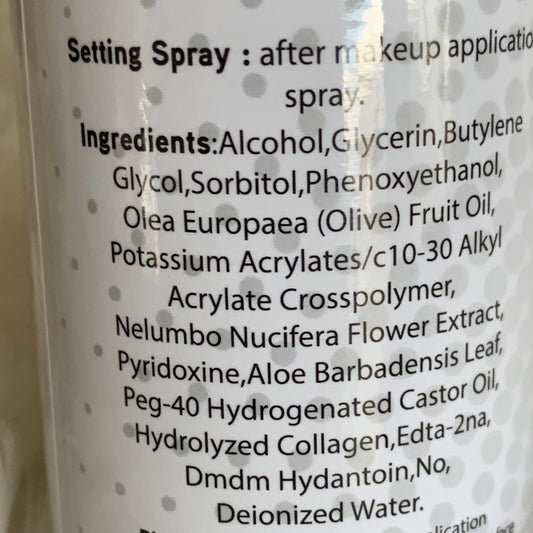 Setting Spray : after makeup applicatio
spray.
Ingredients:Alcohol,Glycerin,Butylene
Glycol,Sorbitol,Phenoxyethanol,
Olea Europaea (Olive) Fruit Oil,
Potassium Acrylates/c10-30 Alkyl
Acrylate Crosspolymer,
Nelumbo Nucifera Flower Extract,
Pyridoxine,Aloe Barbadensis Leaf,
Peg-40 Hydrogenated Castor Oil,
Hydrolyzed Collagen,Edta-2na,
Dmdm Hydantoin,No,
Deionized Water.